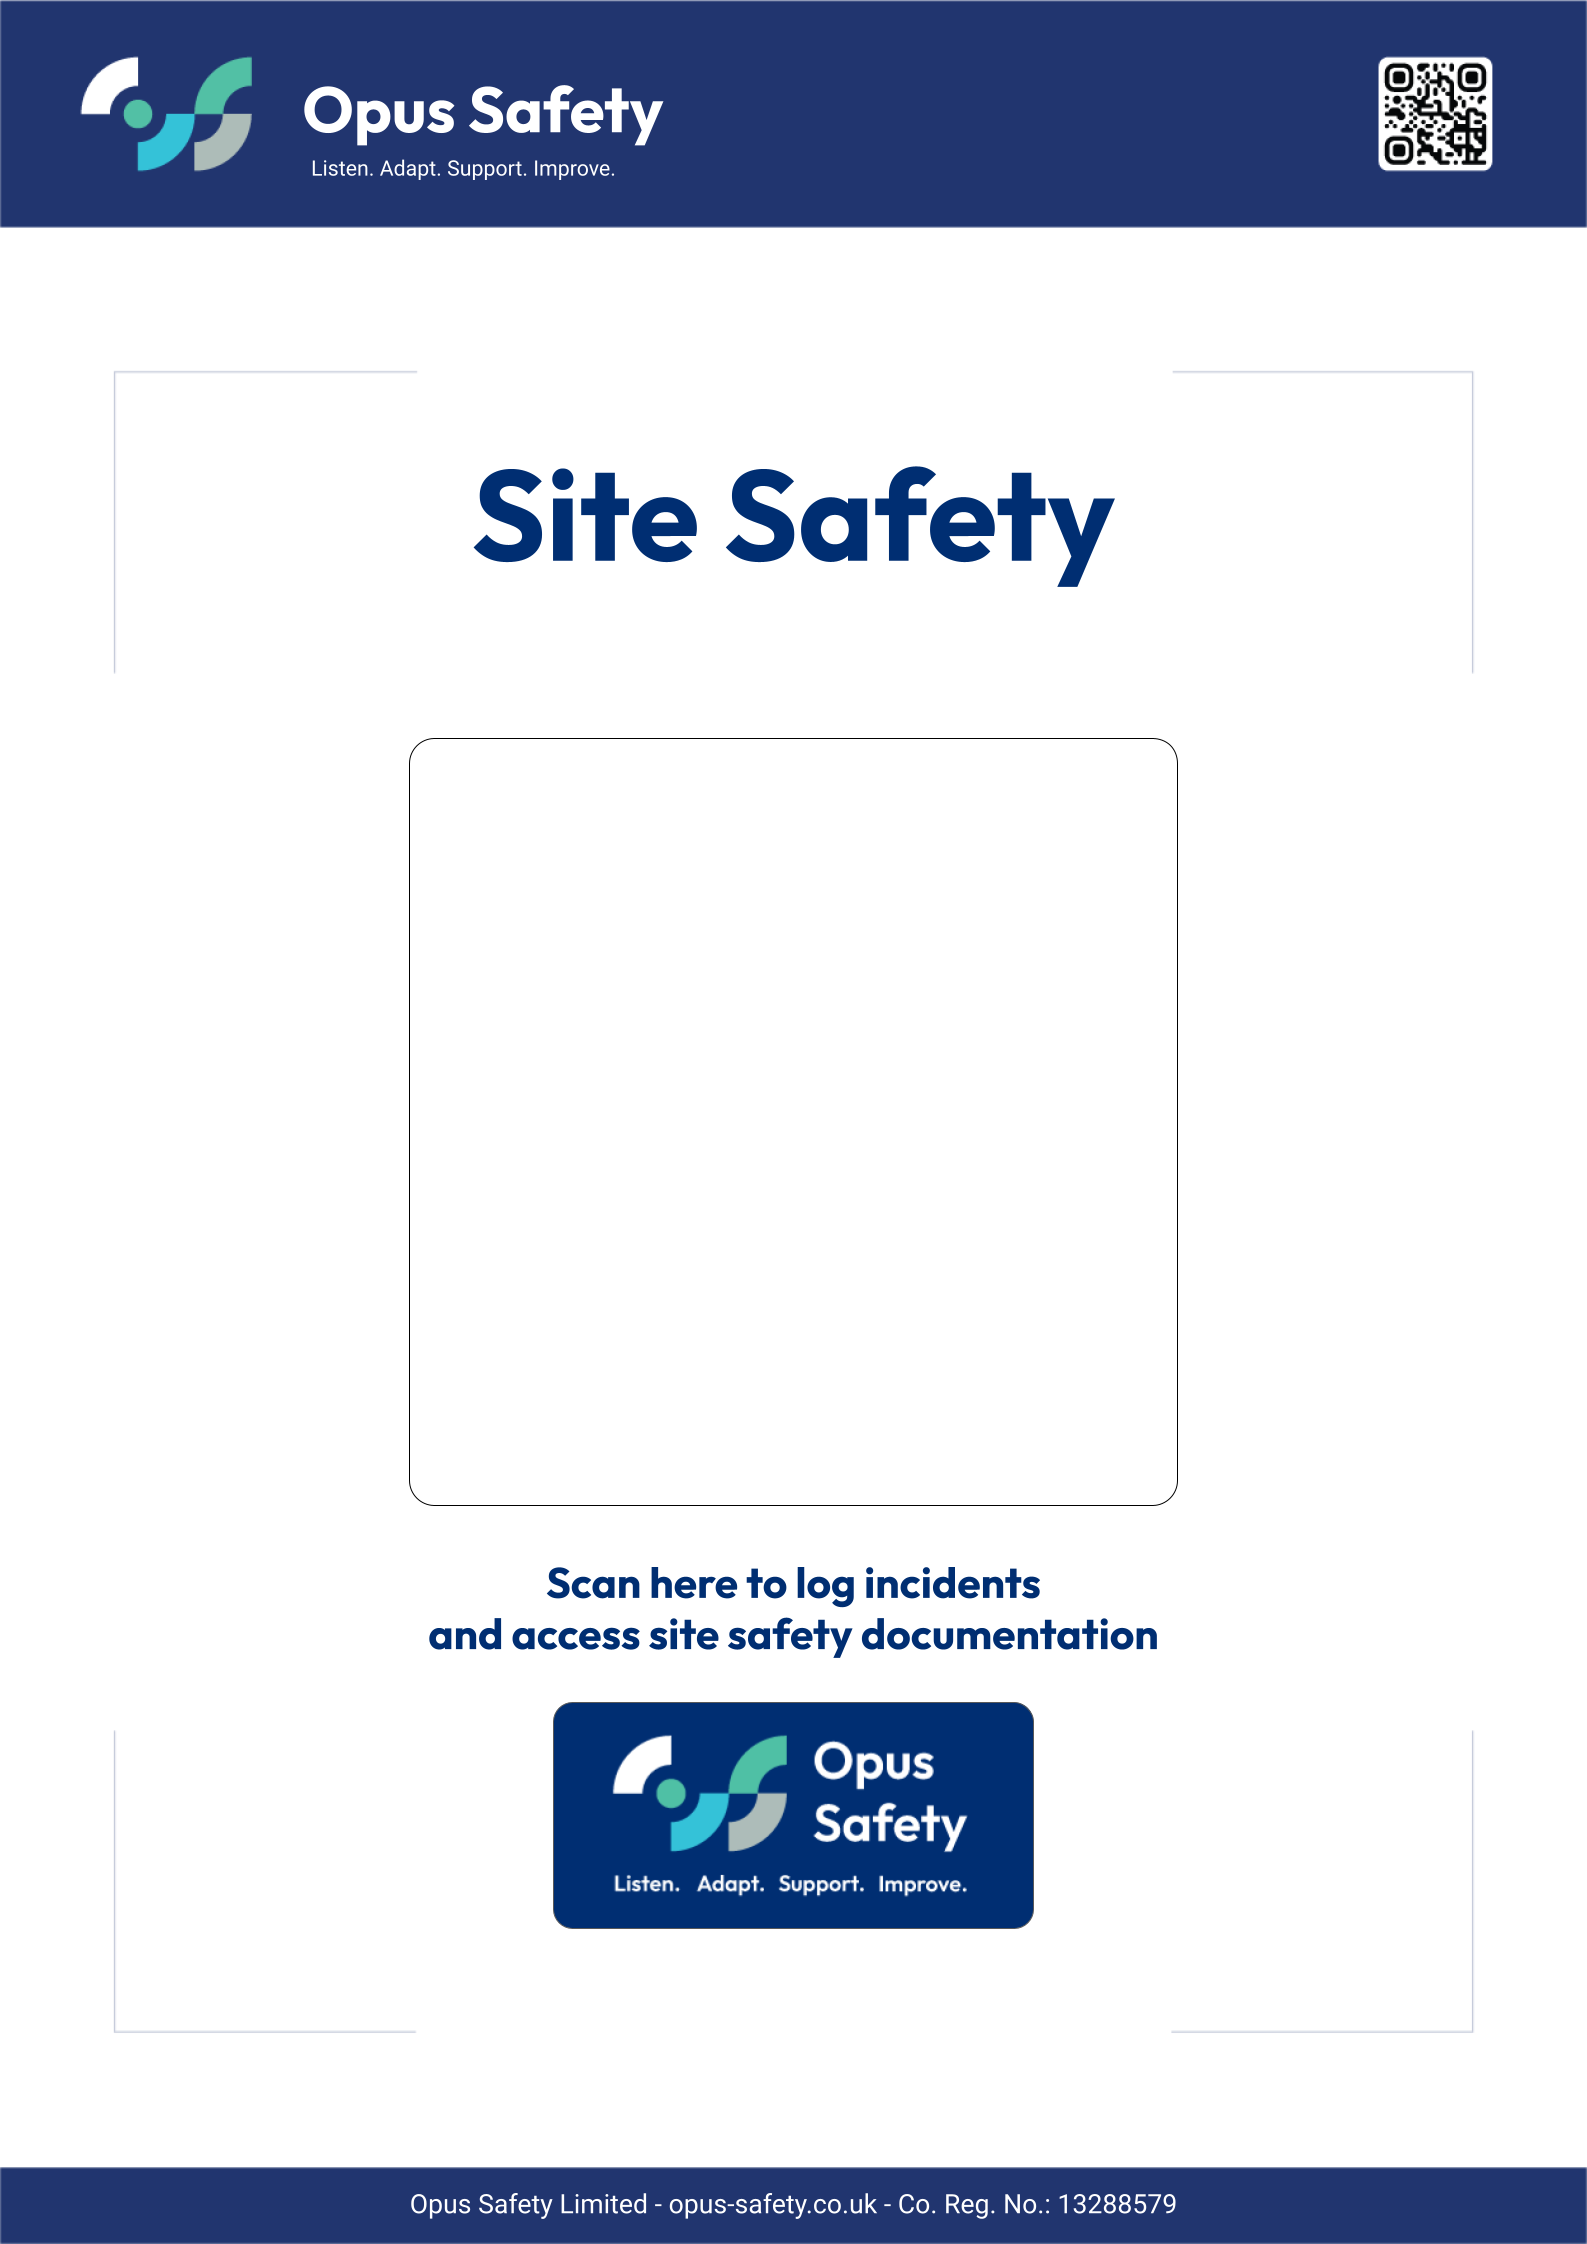 Opus Safety
Listen. Adapt. Support. Improve.
Site Safety
Scan here to log incidents
and access site safety documentation
Opus
Safety
Listen. Adapt. Support. Improve.
Opus Safety Limited - opus-safety.co.uk - Co. Reg. No.: 13288579